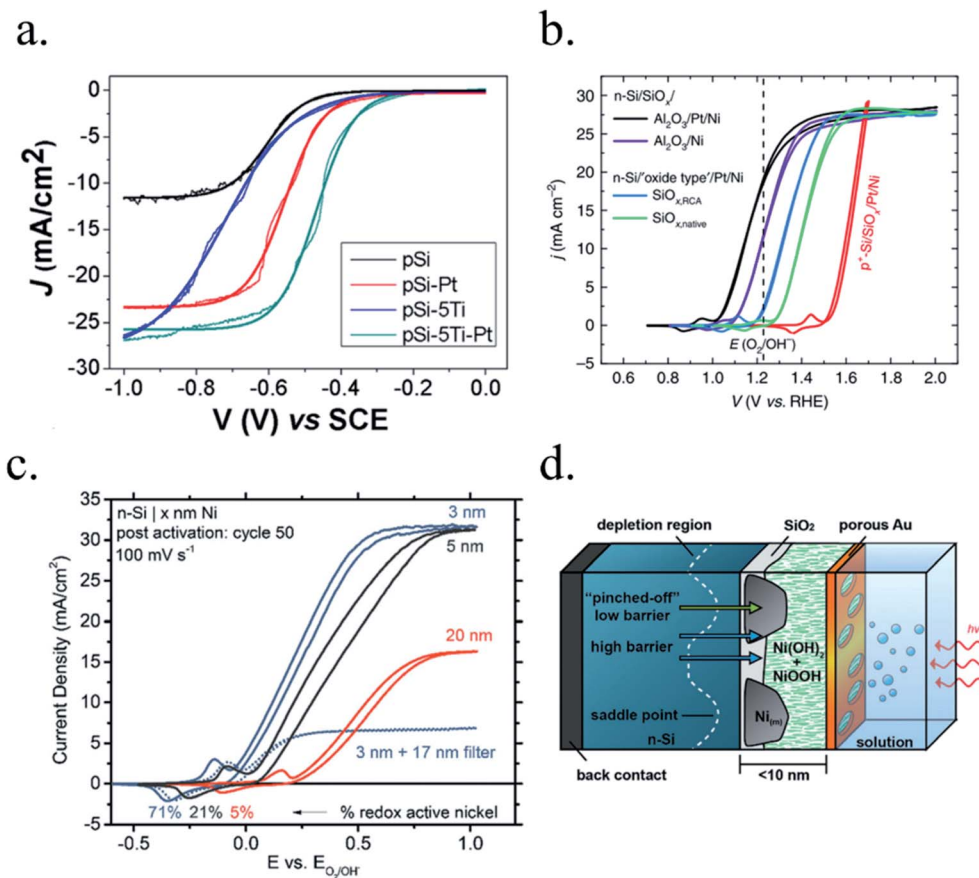 a.
0
-5
-10
-15
-20
-25
-30
J (mA/cm²)
pSi
pSi-Pt
pSi-5Ti
pSi-5Ti-Pt
-1.0 -0.8 -0.6 -0.4 -0.2 0.0
V (V) vs SCE
b.
30
25
20
15
10
5
0
-5
j (mA cm⁻²)
n-Si/SiOₓ/
Al₂O₃/Pt/Ni
Al₂O₃/Ni
n-Si/'oxide type'/Pt/Ni
SiOₓ,RCA
SiOₓ,native
p⁺-Si/SiOₓ/Pt/Ni
E (O₂/OH⁻)
0.6 0.8 1.0 1.2 1.4 1.6 1.8 2.0
V (V vs. RHE)
c.
35
30
25
20
15
10
5
0
-5
Current Density (mA/cm²)
n-Si | x nm Ni
post activation: cycle 50
100 mV s⁻¹
3 nm
5 nm
20 nm
3 nm + 17 nm filter
71% 21% 5% % redox active nickel
-0.5 0.0 0.5 1.0
E vs. E O₂/OH⁻
d.
depletion region SiO₂ porous Au
"pinched-off"
low barrier
high barrier
Ni(OH)₂
+
NiOOH
hν
saddle point
Ni(m)
n-Si
solution
back contact
<10 nm